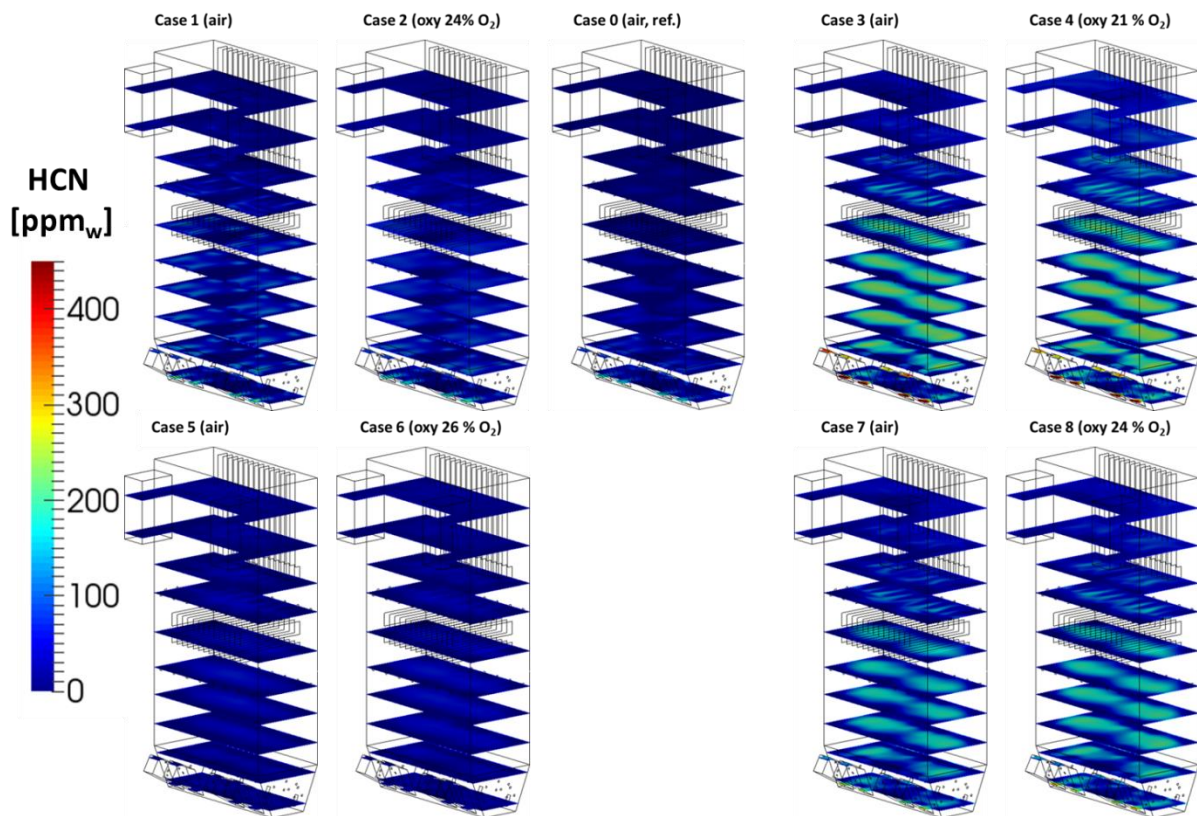 Case 1 (air)
Case 2 (oxy 24% O₂)
Case 0 (air, ref.)
Case 3 (air)
Case 4 (oxy 21 % O₂)
HCN
[ppm_w]
400
300
200
100
0
Case 5 (air)
Case 6 (oxy 26 % O₂)
Case 7 (air)
Case 8 (oxy 24 % O₂)